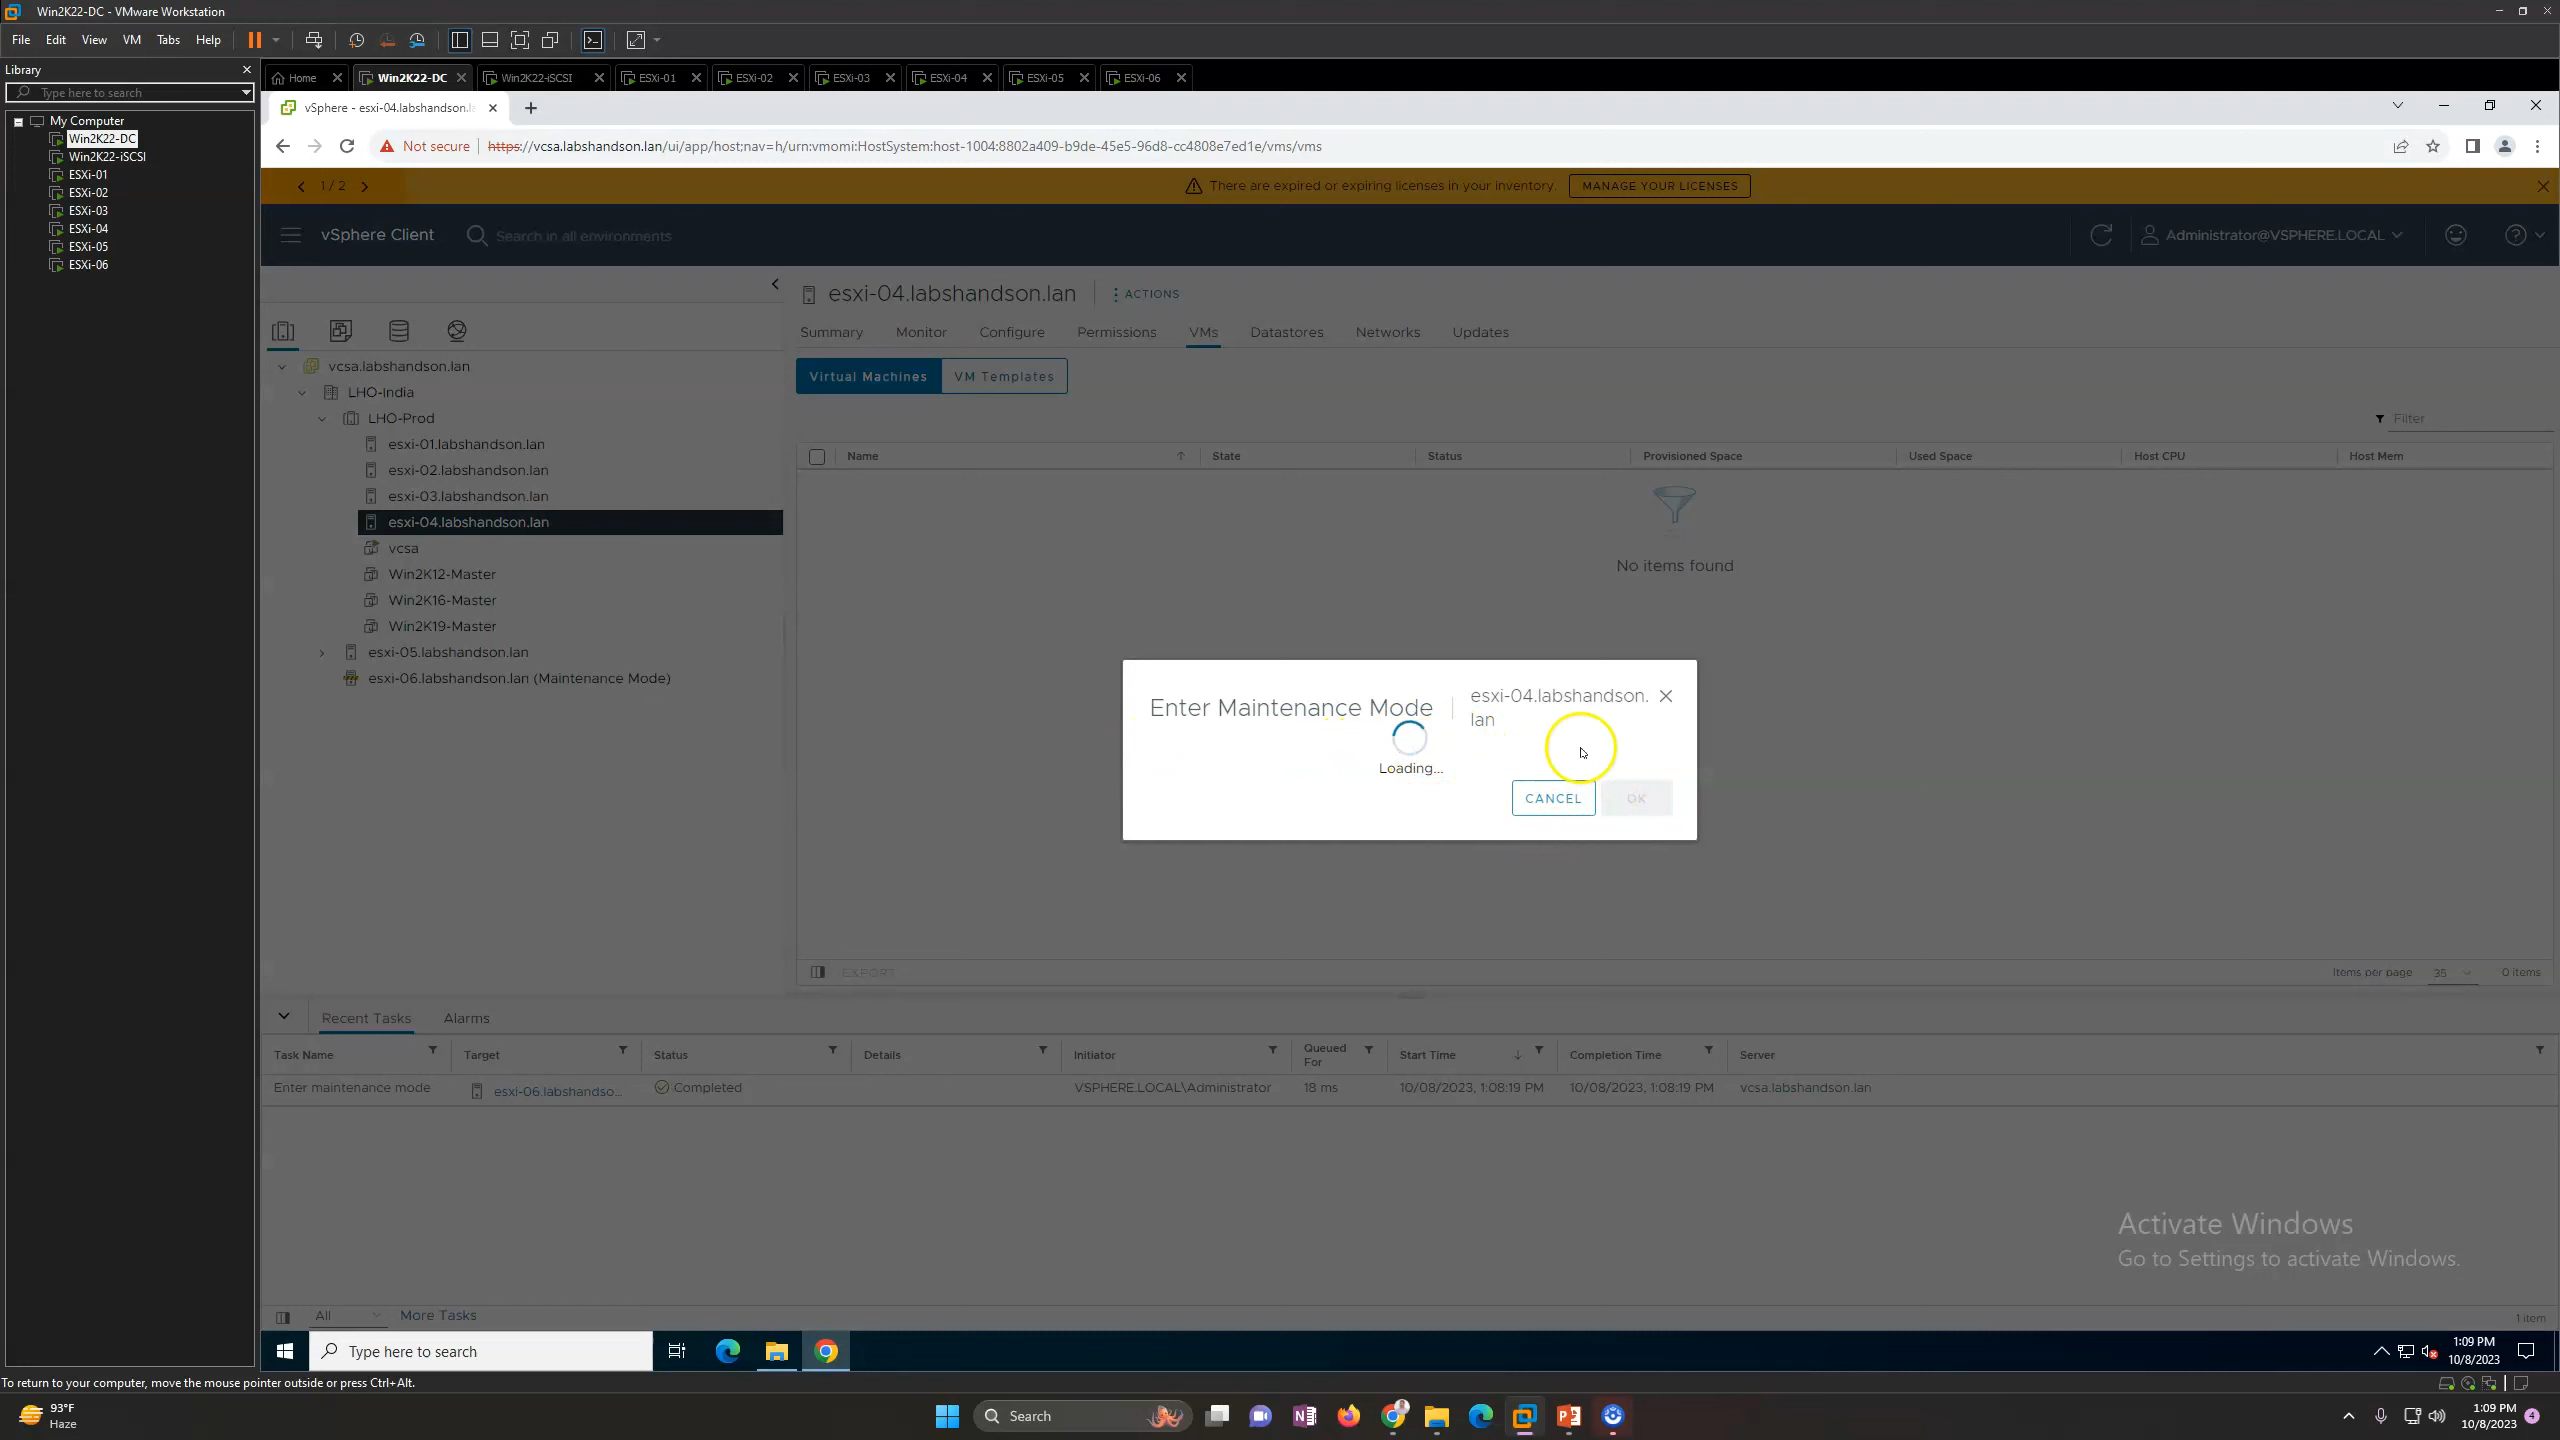 Win2K22-DC - VMware Workstation
File Edit View VM Tabs Help
Library
Type here to search
My Computer
Win2K22-DC
Win2K22-iSCSI
ESXi-01
ESXi-02
ESXi-03
ESXi-04
ESXi-05
ESXi-06
Home Win2K22-DC Win2K22-iSCSI ESXi-01 ESXi-02 ESXi-03 ESXi-04 ESXi-05 ESXi-06
vSphere - esxi-04.labshandson.la
Not secure https://vcsa.labshandson.lan/ui/app/host;nav=h/urn:vmomi:HostSystem:host-1004:8802a409-b9de-45e5-96d8-cc4808e7ed1e/vms/vms
1 / 2 There are expired or expiring licenses in your inventory. MANAGE YOUR LICENSES
vSphere Client Search in all environments Administrator@VSPHERE.LOCAL
esxi-04.labshandson.lan ACTIONS
Summary Monitor Configure Permissions VMs Datastores Networks Updates
Virtual Machines VM Templates
vcsa.labshandson.lan
LHO-India
LHO-Prod
esxi-01.labshandson.lan
esxi-02.labshandson.lan
esxi-03.labshandson.lan
esxi-04.labshandson.lan
vcsa
Win2K12-Master
Win2K16-Master
Win2K19-Master
esxi-05.labshandson.lan
esxi-06.labshandson.lan (Maintenance Mode)
Filter
Name State Status Provisioned Space Used Space Host CPU Host Mem
No items found
Enter Maintenance Mode
esxi-04.labshandson.
lan
Loading...
CANCEL OK
EXPORT Items per page 35 0 items
Recent Tasks Alarms
Task Name Target Status Details Initiator Queued
For
Start Time Completion Time Server
Enter maintenance mode esxi-06.labshandso... Completed VSPHERE.LOCAL\Administrator 18 ms 10/08/2023, 1:08:19 PM 10/08/2023, 1:08:19 PM vcsa.labshandson.lan
Activate Windows
Go to Settings to activate Windows.
All More Tasks 1 item
Type here to search
1:09 PM
10/8/2023
To return to your computer, move the mouse pointer outside or press Ctrl+Alt.
93°F
Haze
Search
1:09 PM
10/8/2023
4